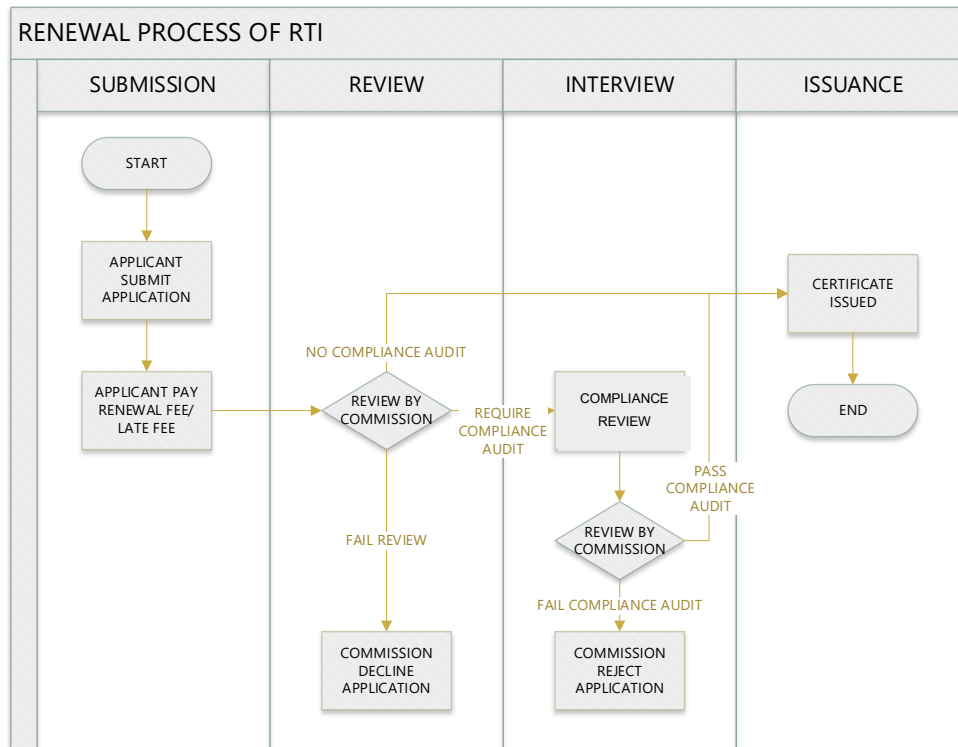 RENEWAL PROCESS OF RTI
SUBMISSION
REVIEW
INTERVIEW
ISSUANCE
START
APPLICANT
SUBMIT
APPLICATION
APPLICANT PAY
RENEWAL FEE/
LATE FEE
NO COMPLIANCE AUDIT
REVIEW BY
COMMISSION
FAIL REVIEW
COMMISSION
DECLINE
APPLICATION
REQUIRE
COMPLIANCE
AUDIT
COMPLIANCE
REVIEW
REVIEW BY
COMMISSION
PASS
COMPLIANCE
AUDIT
FAIL COMPLIANCE AUDIT
COMMISSION
REJECT
APPLICATION
CERTIFICATE
ISSUED
END